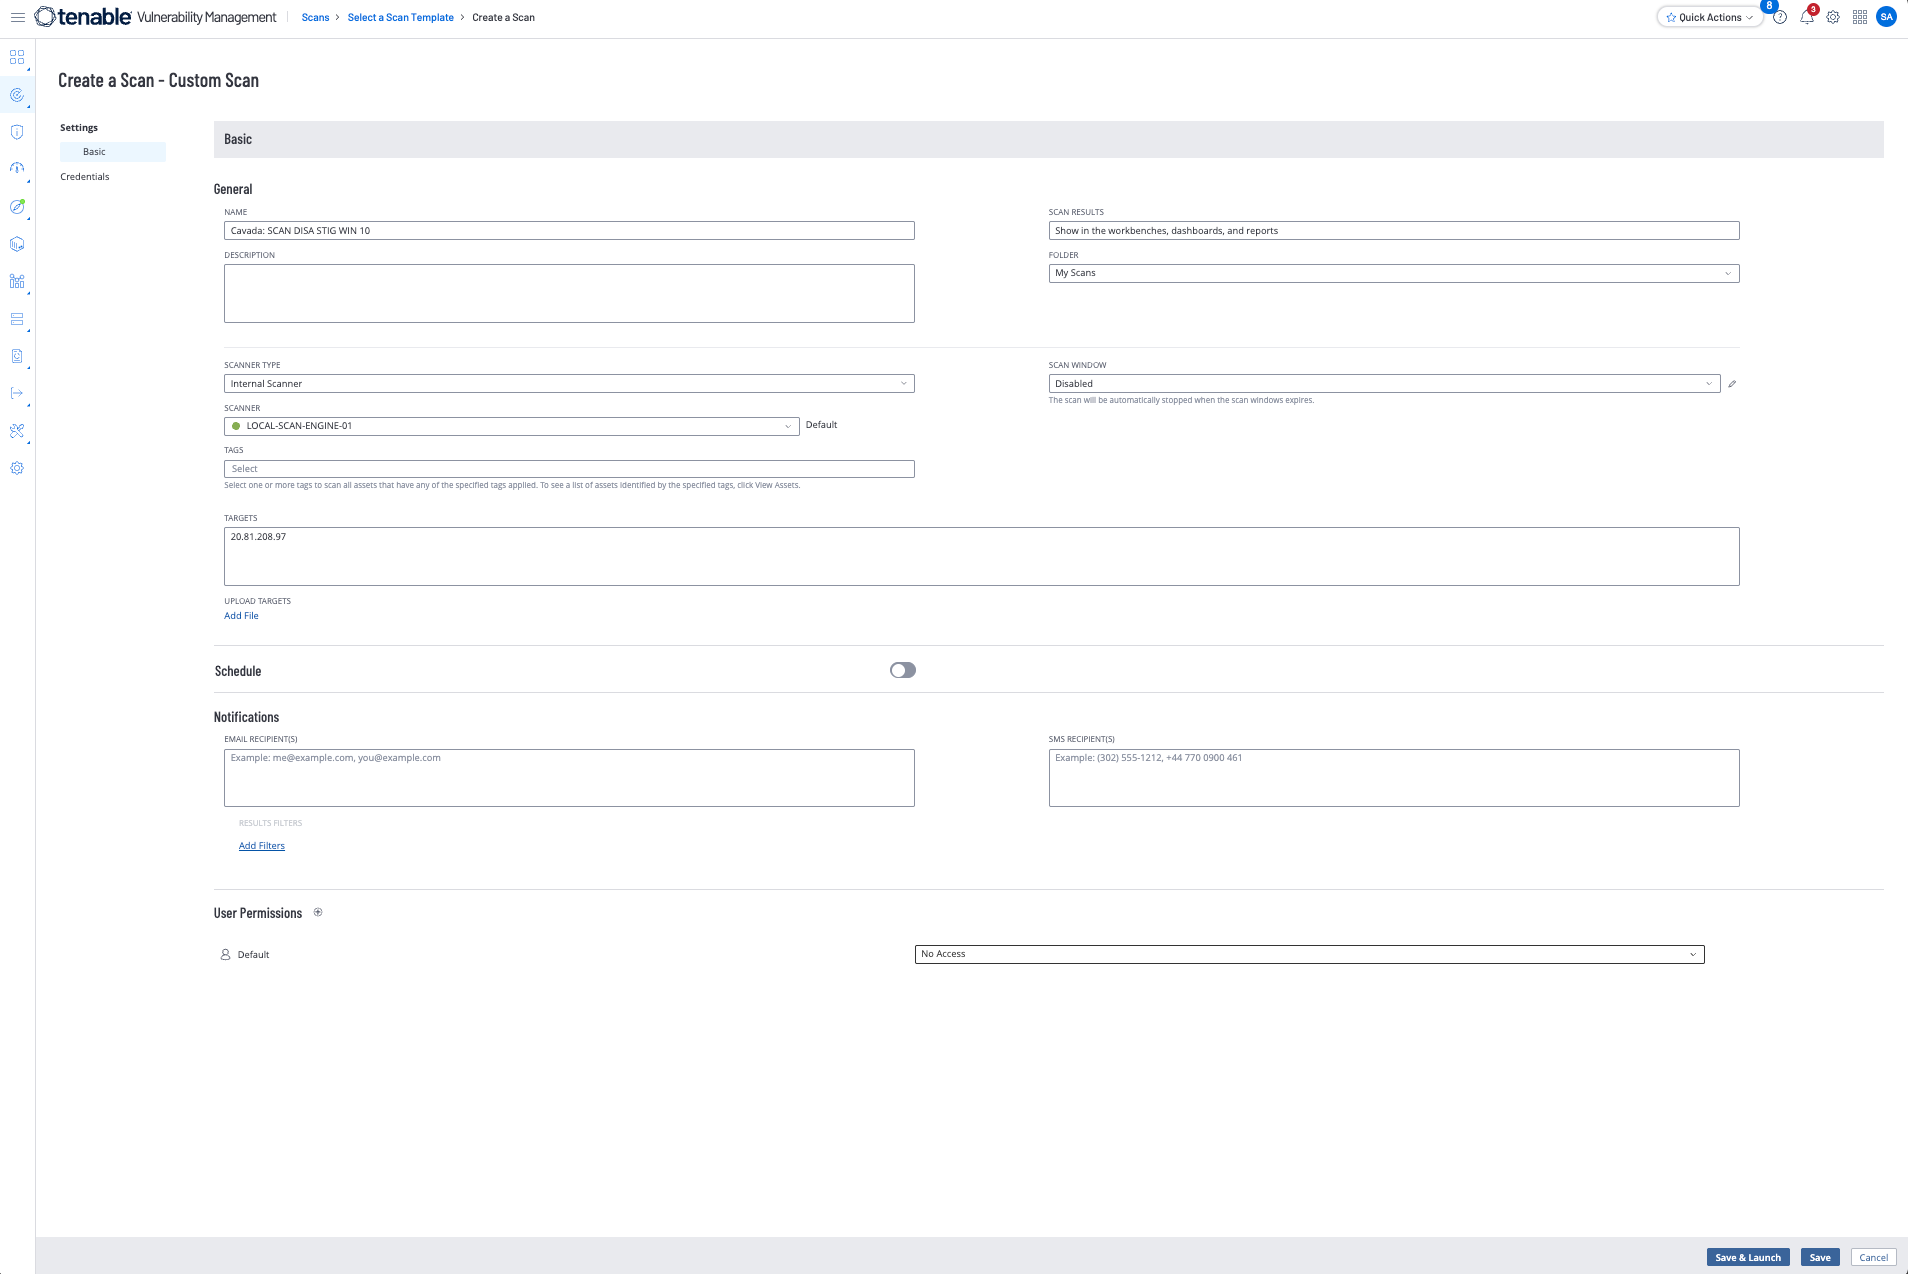 tenable Vulnerability Management
Scans > Select a Scan Template > Create a Scan
Quick Actions
8
?
3
SA
Create a Scan - Custom Scan
Settings
Basic
Credentials
Basic
General
NAME
Cavada: SCAN DISA STIG WIN 10
SCAN RESULTS
Show in the workbenches, dashboards, and reports
DESCRIPTION
FOLDER
My Scans
SCANNER TYPE
Internal Scanner
SCAN WINDOW
Disabled
The scan will be automatically stopped when the scan windows expires.
SCANNER
LOCAL-SCAN-ENGINE-01
Default
TAGS
Select
Select one or more tags to scan all assets that have any of the specified tags applied. To see a list of assets identified by the specified tags, click View Assets.
TARGETS
20.81.208.97
UPLOAD TARGETS
Add File
Schedule
Notifications
EMAIL RECIPIENT(S)
Example: me@example.com, you@example.com
SMS RECIPIENT(S)
Example: (302) 555-1212, +44 770 0900 461
RESULTS FILTERS
Add Filters
User Permissions
Default
No Access
Save & Launch
Save
Cancel